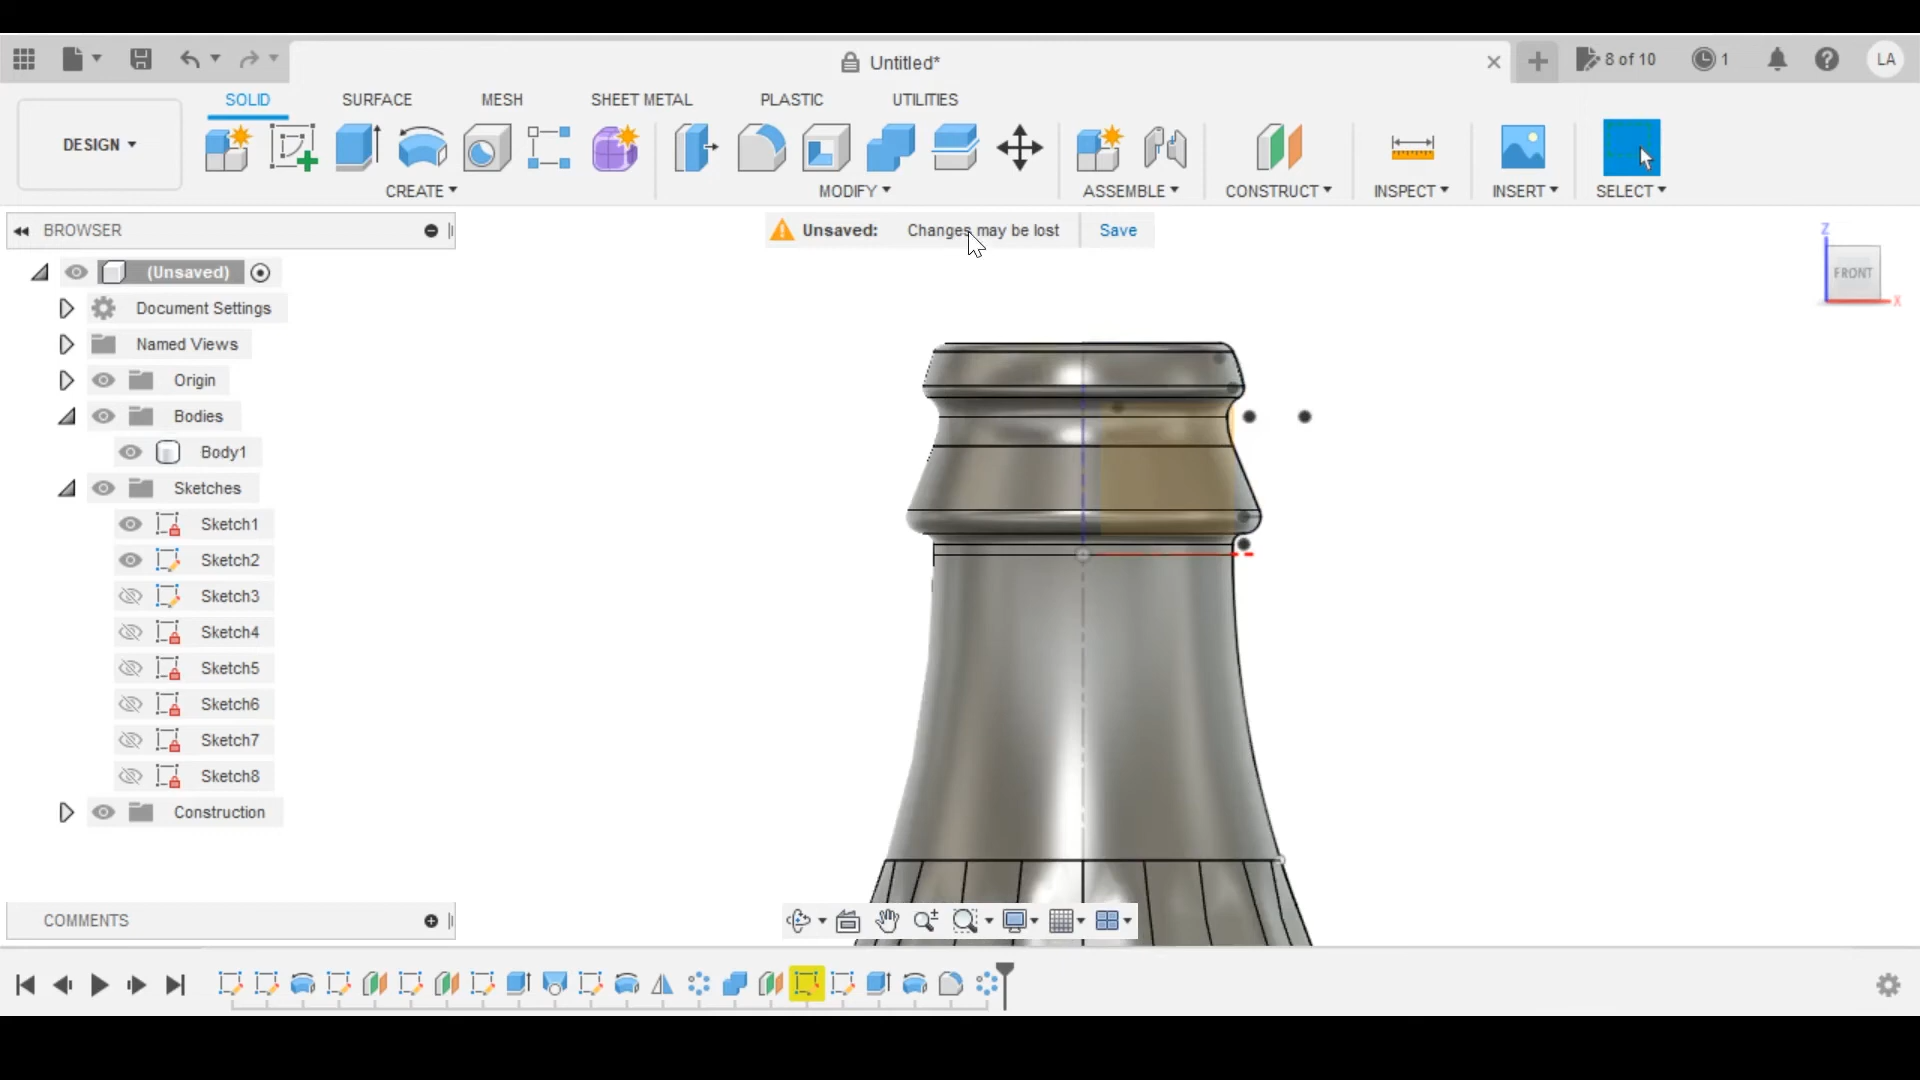 Untitled*
8 of 10
1
LA
DESIGN
SOLID
SURFACE
MESH
SHEET METAL
PLASTIC
UTILITIES
CREATE
MODIFY
ASSEMBLE
CONSTRUCT
INSPECT
INSERT
SELECT
BROWSER
Unsaved: Changes may be lost Save
(Unsaved)
Document Settings
Named Views
Origin
Bodies
Body1
Sketches
Sketch1
Sketch2
Sketch3
Sketch4
Sketch5
Sketch6
Sketch7
Sketch8
Construction
Z
FRONT
X
COMMENTS